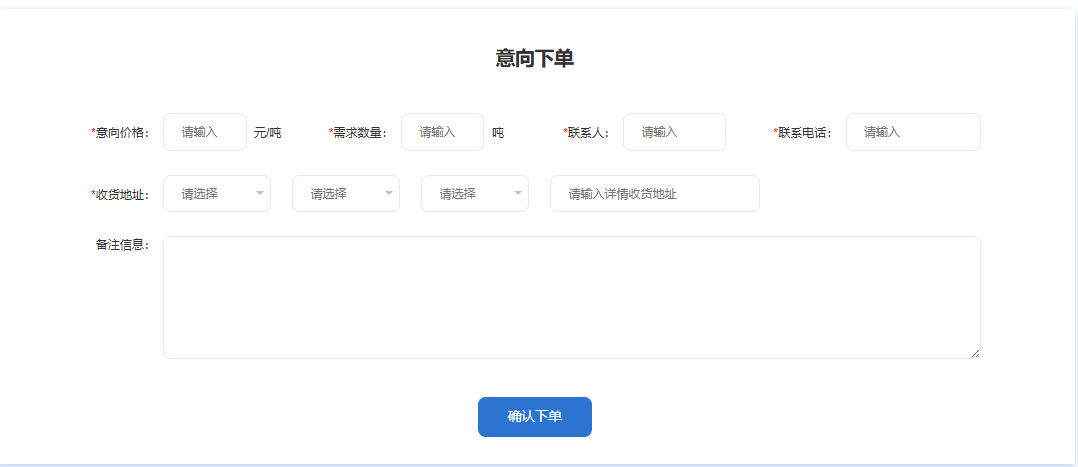 意向下单
*意向价格： 请输入 元/吨 *需求数量： 请输入 吨 *联系人： 请输入 *联系电话： 请输入
*收货地址： 请选择 请选择 请选择 请输入详情收货地址
备注信息：
确认下单